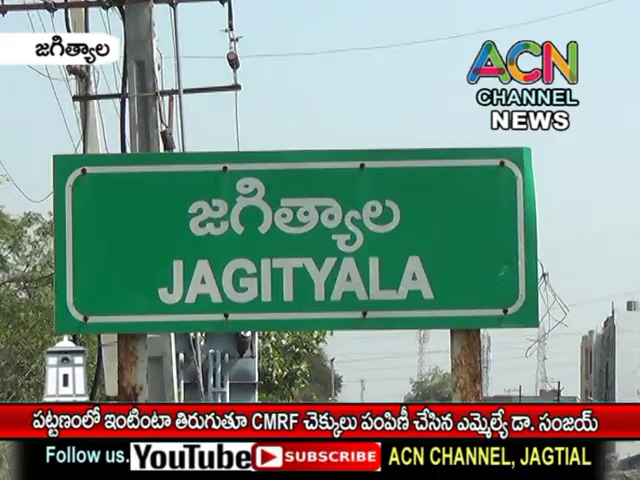 జగిత్యాల
ACN
CHANNEL
NEWS
జగిత్యాల
JAGITYALA
పట్టణంలో ఇంటింటా తిరుగుతూ CMRF చెక్కులు పంపిణీ చేసిన ఎమ్మెల్యే డా. సంజయ్
Follow us. YouTube SUBSCRIBE ACN CHANNEL, JAGTIAL